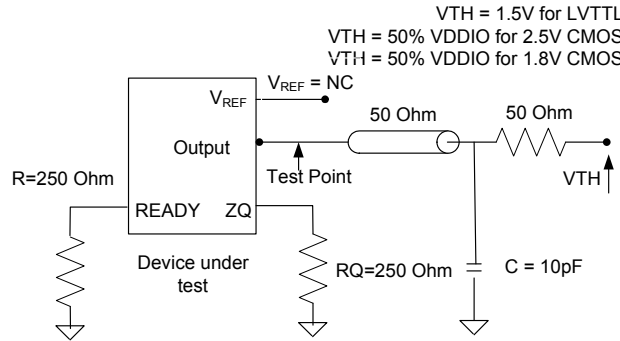 VTH = 1.5V for LVTTL
VTH = 50% VDDIO for 2.5V CMOS
VTH = 50% VDDIO for 1.8V CMOS
VREF = NC
VREF
50 Ohm
50 Ohm
Output
Test Point
VTH
R=250 Ohm
READY
ZQ
Device under
test
RQ=250 Ohm
C = 10pF